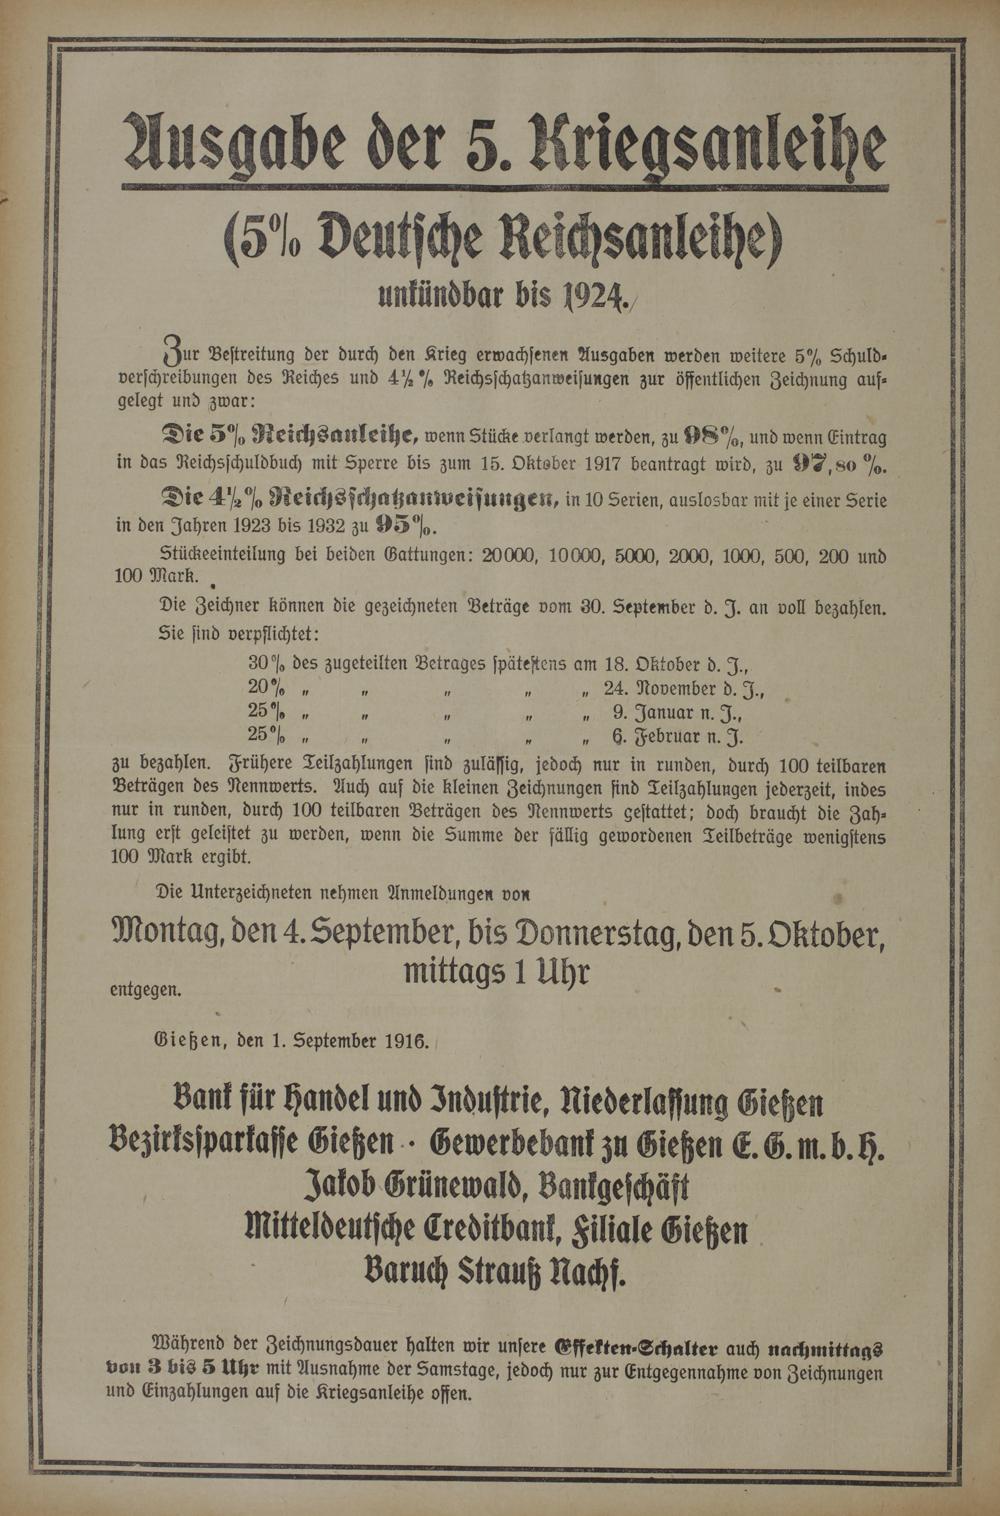 Ausgabe der 5. Kriegsanleihe
(5% Deutsche Reichsanleihe)
unkündbar bis 1924.
Zur Bestreitung der durch den Krieg erwachsenen Ausgaben werden weitere 5% Schuld-
verschreibungen des Reiches und 4½% Reichsschatzanweisungen zur öffentlichen Zeichnung auf-
gelegt und zwar:
Die 5% Reichsanleihe, wenn Stücke verlangt werden, zu 98%, und wenn Eintrag
in das Reichsschuldbuch mit Sperre bis zum 15. Oktober 1917 beantragt wird, zu 97,80 %.
Die 4½% Reichsschatzanweisungen, in 10 Serien, auslosbar mit je einer Serie
in den Jahren 1923 bis 1932 zu 95%.
Stückeeinteilung bei beiden Gattungen: 20000, 10000, 5000, 2000, 1000, 500, 200 und
100 Mark.
Die Zeichner können die gezeichneten Beträge vom 30. September d. J. an voll bezahlen.
Sie sind verpflichtet:
30% des zugeteilten Betrages spätestens am 18. Oktober d. J.,
20% „ „ „ „ „ 24. November d. J.,
25% „ „ „ „ „ 9. Januar n. J.,
25% „ „ „ „ „ 6. Februar n. J.
zu bezahlen. Frühere Teilzahlungen sind zulässig, jedoch nur in runden, durch 100 teilbaren
Beträgen des Nennwerts. Auch auf die kleinen Zeichnungen sind Teilzahlungen jederzeit, indes
nur in runden, durch 100 teilbaren Beträgen des Nennwerts gestattet; doch braucht die Zah-
lung erst geleistet zu werden, wenn die Summe der fällig gewordenen Teilbeträge wenigstens
100 Mark ergibt.
Die Unterzeichneten nehmen Anmeldungen von
Montag, den 4. September, bis Donnerstag, den 5. Oktober,
mittags 1 Uhr
entgegen.
Gießen, den 1. September 1916.
Bank für Handel und Industrie, Niederlassung Gießen
Bezirkssparkasse Gießen · Gewerbebank zu Gießen E. G. m. b. H.
Jakob Grünewald, Bankgeschäft
Mitteldeutsche Creditbank, Filiale Gießen
Baruch Strauß Nachf.
Während der Zeichnungsdauer halten wir unsere Effekten-Schalter auch nachmittags
von 3 bis 5 Uhr mit Ausnahme der Samstage, jedoch nur zur Entgegennahme von Zeichnungen
und Einzahlungen auf die Kriegsanleihe offen.